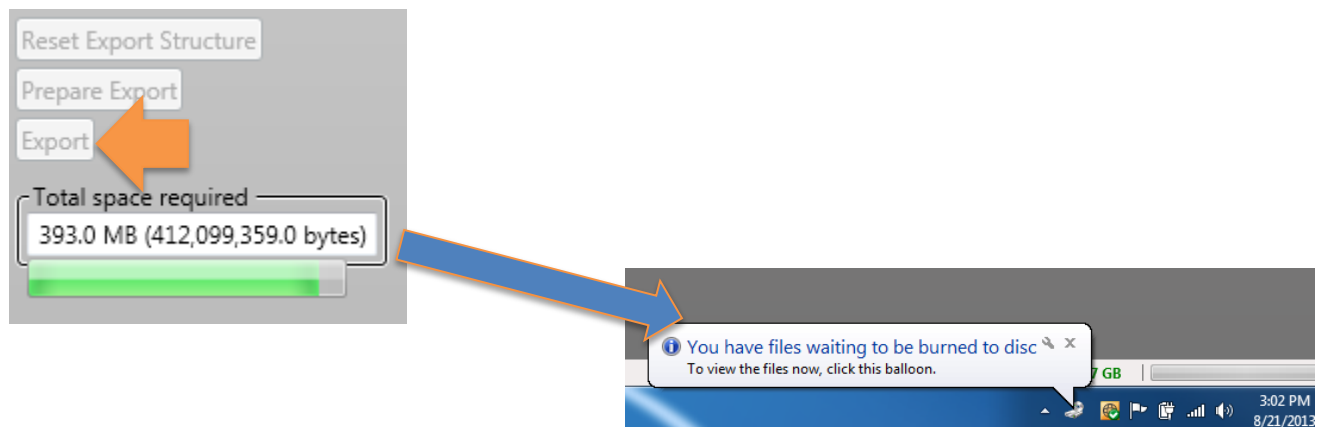 Reset Export Structure
Prepare Export
Export
Total space required
393.0 MB (412,099,359.0 bytes)
You have files waiting to be burned to disc
To view the files now, click this balloon.
7 GB
3:02 PM
8/21/2013